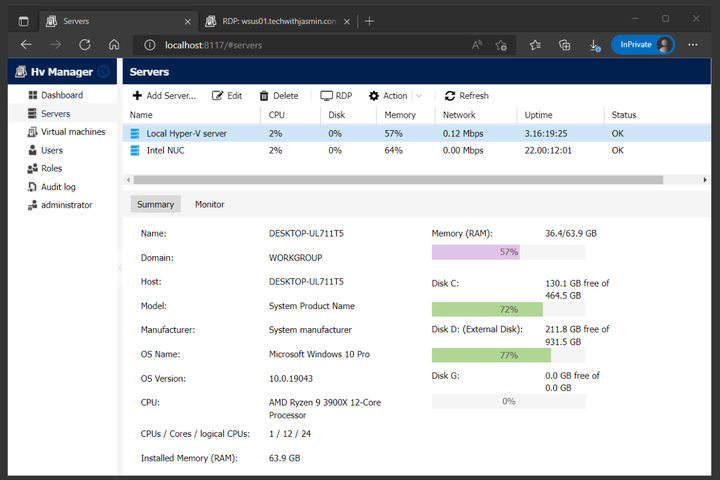 Servers
RDP: wsus01.techwithjasmin.com
localhost:8117/#servers
InPrivate
Hv Manager
Servers
Dashboard
Servers
Virtual machines
Users
Roles
Audit log
administrator
Add Server... Edit Delete RDP Action Refresh
Name CPU Disk Memory Network Uptime Status
Local Hyper-V server 2% 0% 57% 0.12 Mbps 3.16:19:25 OK
Intel NUC 2% 0% 64% 0.00 Mbps 22.00:12:01 OK
Summary Monitor
Name: DESKTOP-UL711T5
Domain: WORKGROUP
Host: DESKTOP-UL711T5
Model: System Product Name
Manufacturer: System manufacturer
OS Name: Microsoft Windows 10 Pro
OS Version: 10.0.19043
CPU: AMD Ryzen 9 3900X 12-Core
Processor
CPUs / Cores / logical CPUs: 1 / 12 / 24
Installed Memory (RAM): 63.9 GB
Memory (RAM): 36.4/63.9 GB
57%
Disk C: 130.1 GB free of
464.5 GB
72%
Disk D: (External Disk): 211.8 GB free of
931.5 GB
77%
Disk G: 0.0 GB free of
0.0 GB
0%